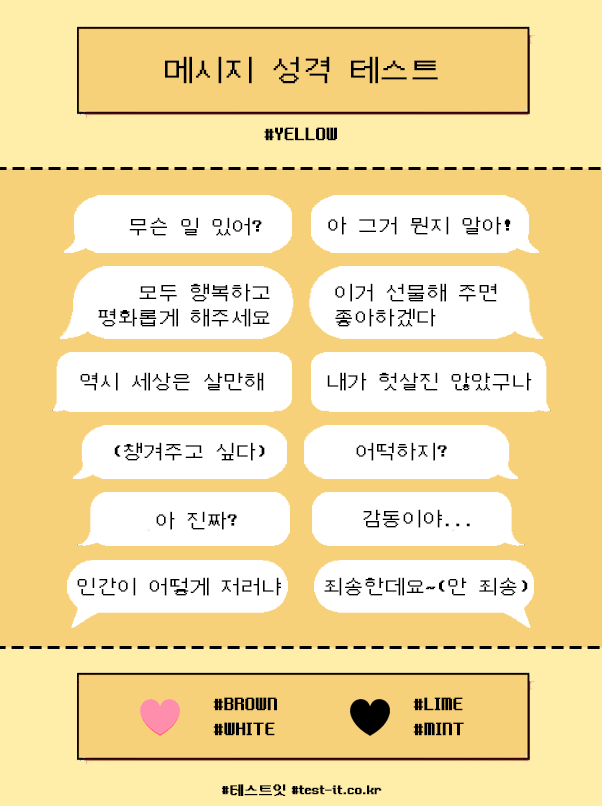 메시지 성격 테스트
#YELLOW
무슨 일 있어?
아 그거 뭔지 알아!
모두 행복하고
평화롭게 해주세요
이거 선물해 주면
좋아하겠다
역시 세상은 살만해
내가 헛살진 않았구나
(챙겨주고 싶다)
어떡하지?
아 진짜?
감동이야...
인간이 어떻게 저러냐
죄송한데요~(안 죄송)
#BROWN
#WHITE
#LIME
#MINT
#테스트잇 #test-it.co.kr